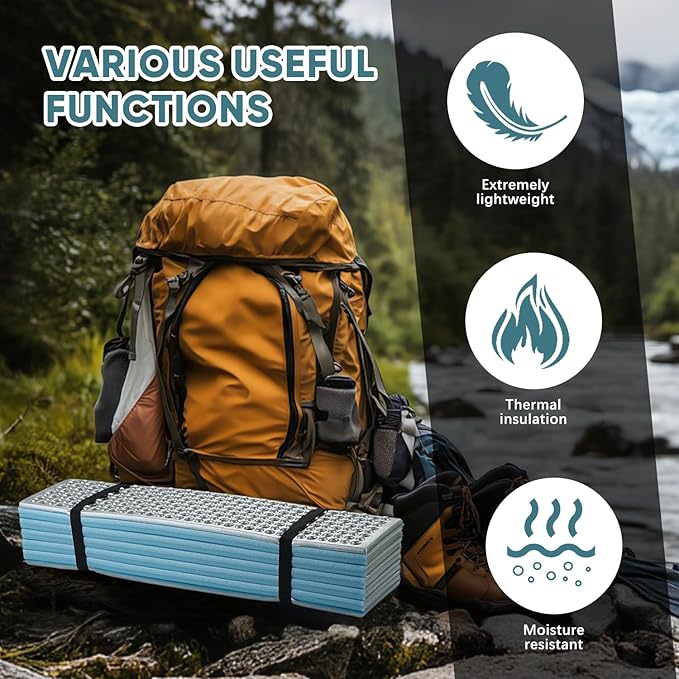 VARIOUS USEFUL
FUNCTIONS
Extremely
lightweight
Thermal
insulation
Moisture
resistant